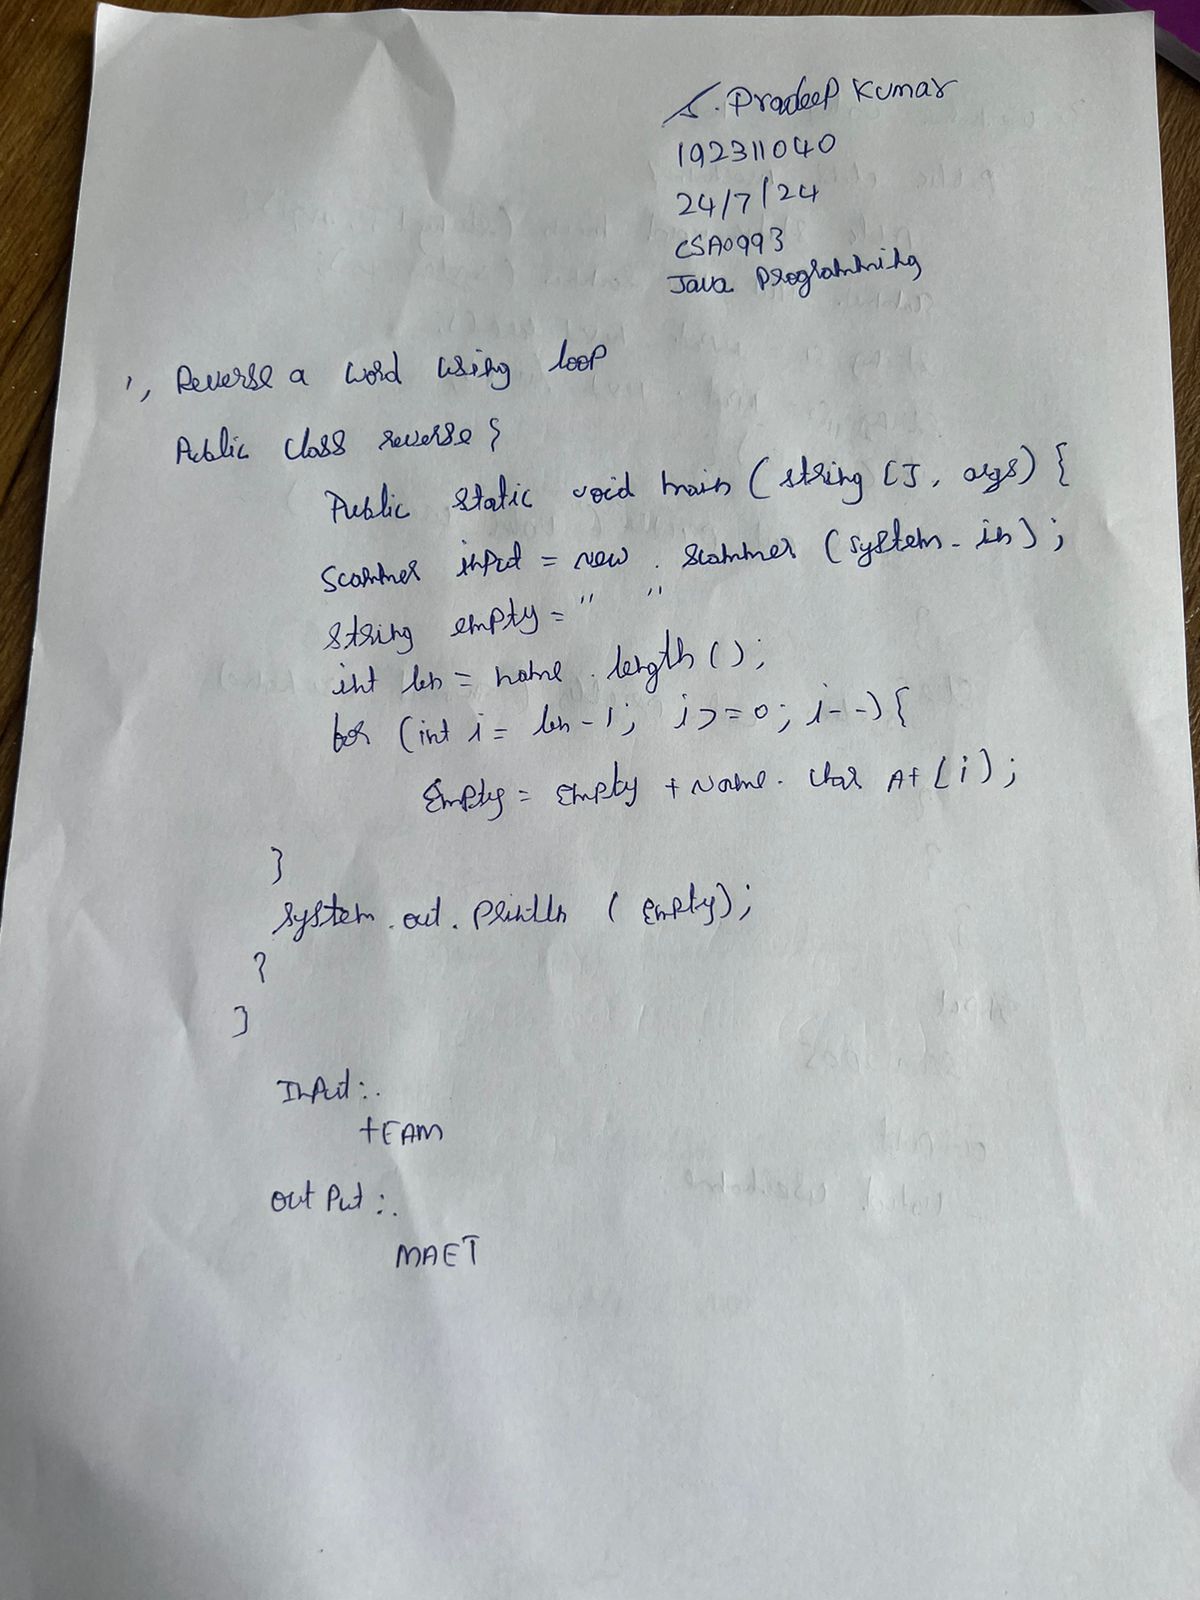 S. Pradeep Kumar
192311040
24/7/24
CSA0993
Java Programming
1, Reverse a word using loop
Public class reverse {
Public static void main ( string [ ], args) {
Scanner input = new . scanner ( system - in ) ;
string empty = " "
int len = name . length ( ) ;
for ( int i = len - 1 ; i >= 0 ; i - - ) {
Empty = Empty + Name . char At [ i ) ;
}
system . out . println ( Empty) ;
}
}
Input : .
tEAM
out Put : .
MAET